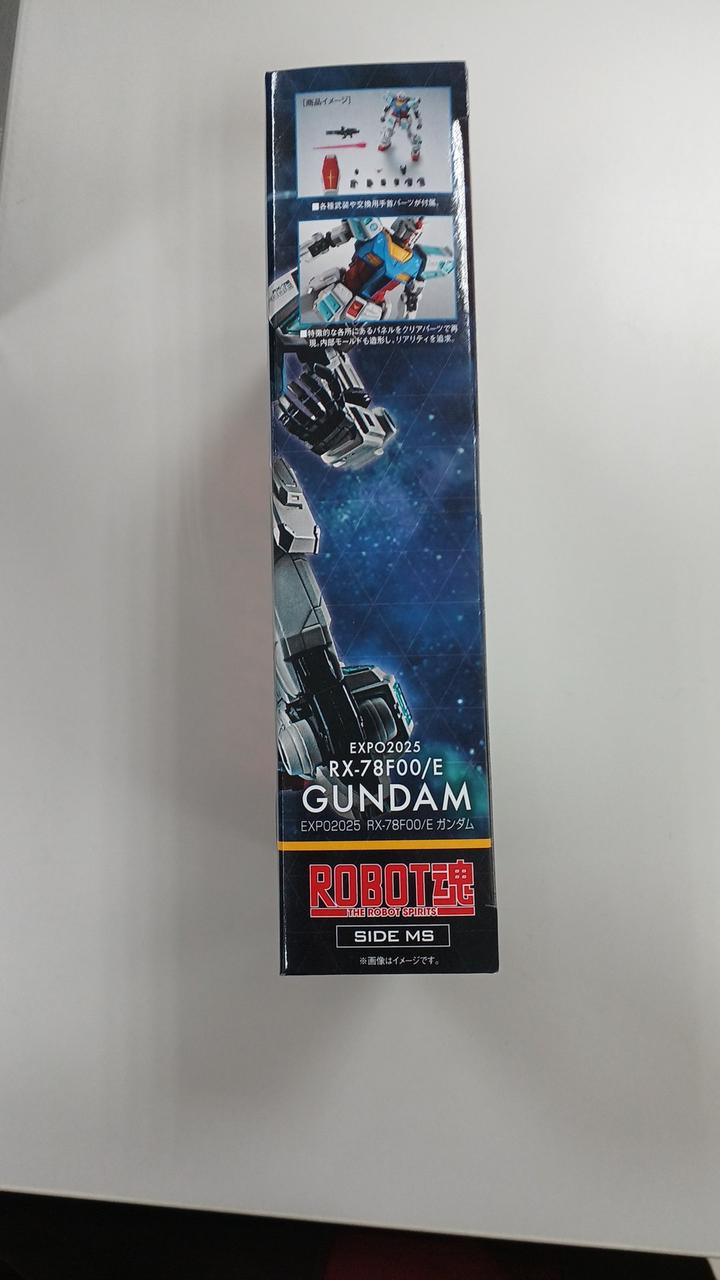 [商品イメージ]
■各種武装や交換用手首パーツが付属。
■特徴的な各所にあるパネルをクリアパーツで再
現。内部モールドも造形し、リアリティを追求。
EXPO2025
RX-78F00/E
GUNDAM
EXPO2025 RX-78F00/E ガンダム
ROBOT魂
THE ROBOT SPIRITS
SIDE MS
※画像はイメージです。